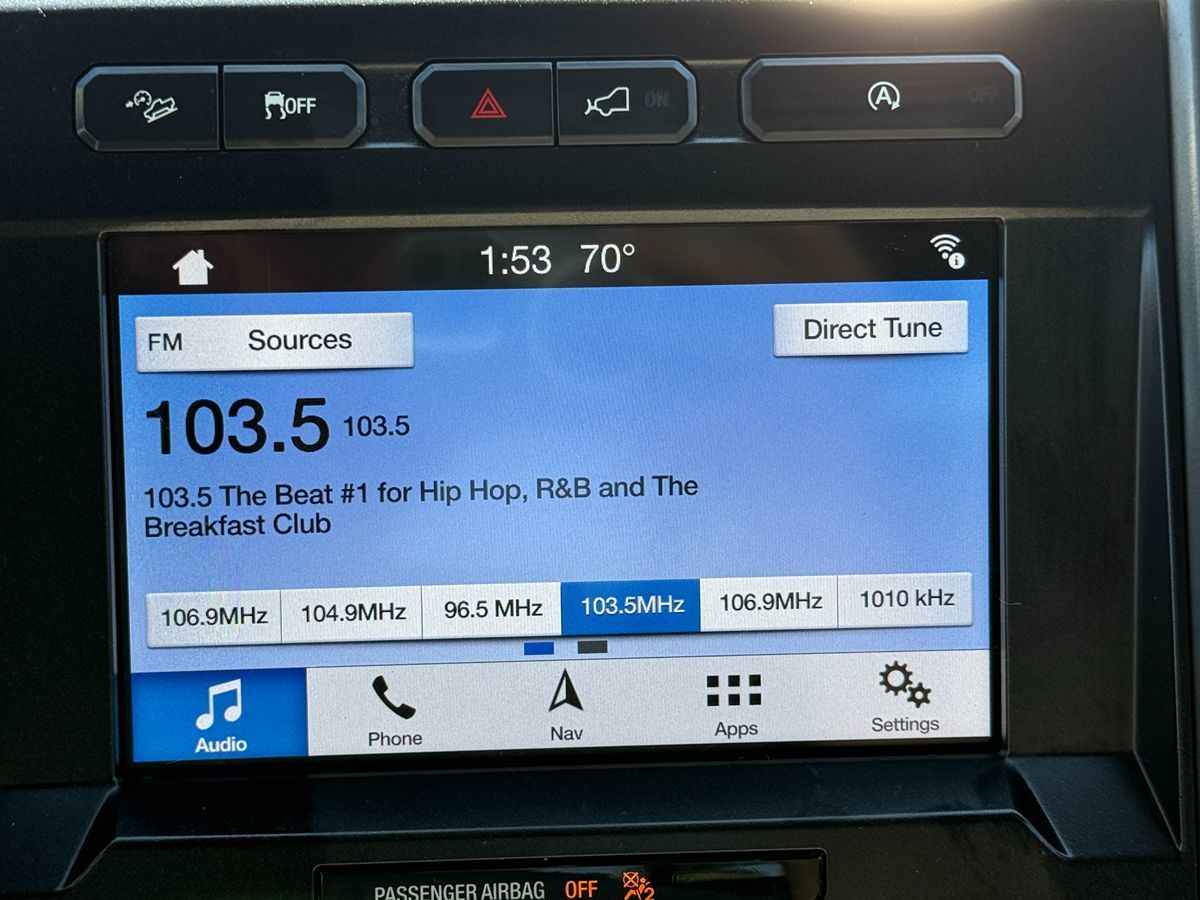 OFF
ON
A
OFF
1:53 70°
FM Sources
Direct Tune
103.5 103.5
103.5 The Beat #1 for Hip Hop, R&B and The
Breakfast Club
106.9MHz 104.9MHz 96.5 MHz 103.5MHz 106.9MHz 1010 kHz
Audio Phone Nav Apps Settings
PASSENGER AIRBAG OFF
2